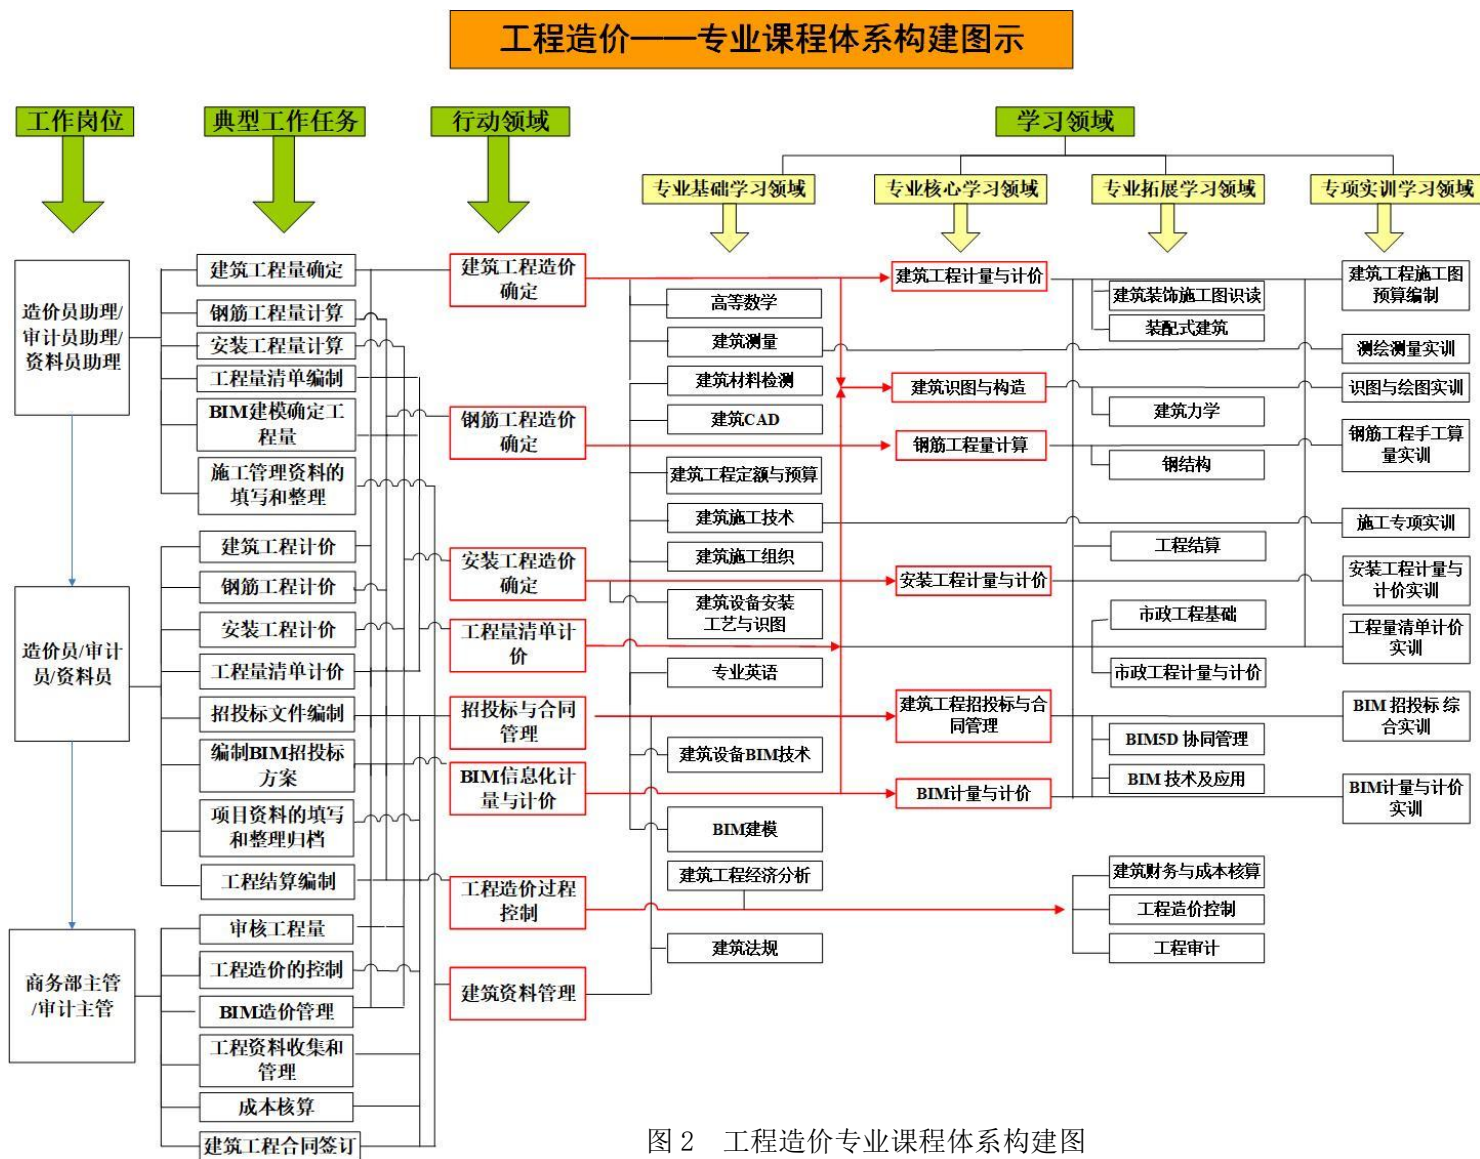 工程造价——专业课程体系构建图示
工作岗位
典型工作任务
行动领域
学习领域
专业基础学习领域
专业核心学习领域
专业拓展学习领域
专项实训学习领域
造价员助理/
审计员助理/
资料员助理
造价员/审计
员/资料员
商务部主管
/审计主管
建筑工程量确定
钢筋工程量计算
安装工程量计算
工程量清单编制
BIM建模确定工
程量
施工管理资料的
填写和整理
建筑工程计价
钢筋工程计价
安装工程计价
工程量清单计价
招投标文件编制
编制BIM招投标
方案
项目资料的填写
和整理归档
工程结算编制
审核工程量
工程造价的控制
BIM造价管理
工程资料收集和
管理
成本核算
建筑工程合同签订
建筑工程造价
确定
钢筋工程造价
确定
安装工程造价
确定
工程量清单计
价
招投标与合同
管理
BIM信息化计
量与计价
工程造价过程
控制
建筑资料管理
高等数学
建筑测量
建筑材料检测
建筑CAD
建筑工程定额与预算
建筑施工技术
建筑施工组织
建筑设备安装
工艺与识图
专业英语
建筑设备BIM技术
BIM建模
建筑工程经济分析
建筑法规
建筑工程计量与计价
建筑识图与构造
钢筋工程量计算
安装工程计量与计价
建筑工程招投标与合
同管理
BIM计量与计价
建筑装饰施工图识读
装配式建筑
建筑力学
钢结构
工程结算
市政工程基础
市政工程计量与计价
BIM5D 协同管理
BIM 技术及应用
建筑财务与成本核算
工程造价控制
工程审计
建筑工程施工图
预算编制
测绘测量实训
识图与绘图实训
钢筋工程手工算
量实训
施工专项实训
安装工程计量与
计价实训
工程量清单计价
实训
BIM 招投标 综
合实训
BIM计量与计价
实训
图 2 工程造价专业课程体系构建图